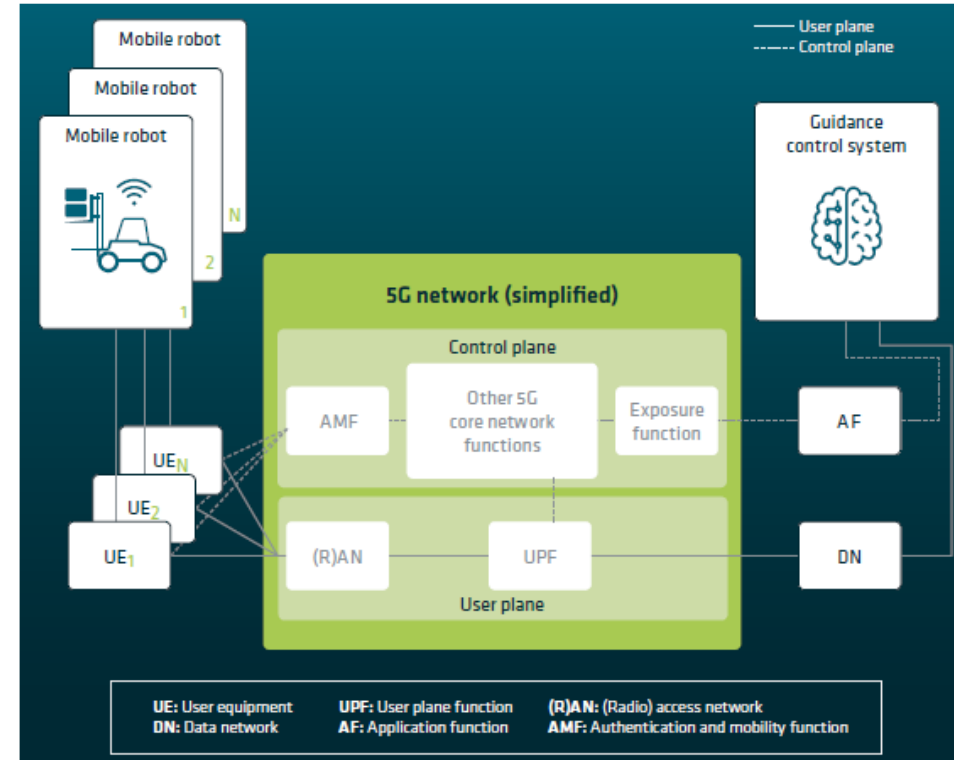 User plane
Control plane
Mobile robot
Mobile robot
Mobile robot
N
2
1
Guidance
control system
5G network (simplified)
Control plane
AMF
Other 5G
core network
functions
Exposure
function
AF
UEN
UE2
UE1
(R)AN
UPF
DN
User plane
UE: User equipment
UPF: User plane function
(R)AN: (Radio) access network
DN: Data network
AF: Application function
AMF: Authentication and mobility function